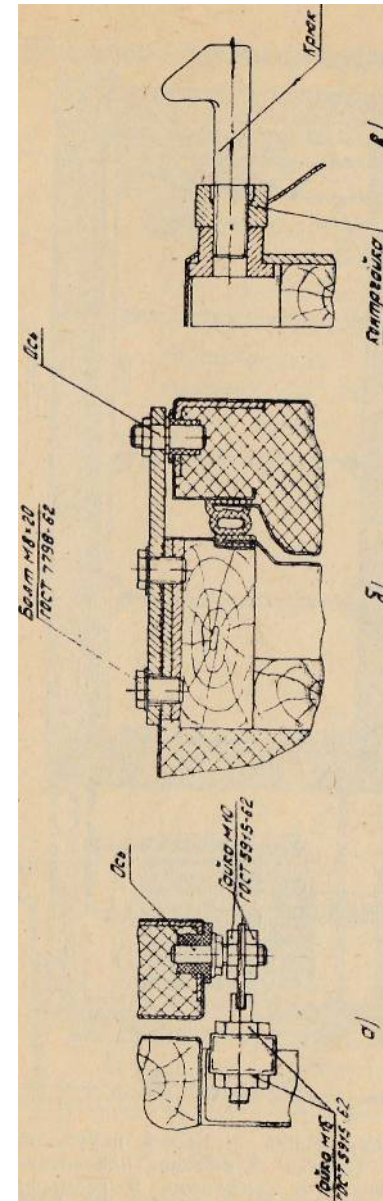 Крюк
в)
Контргайка
Ось
Болт М8×20
ГОСТ 7798-62
б)
Ось
Гайка М10
ГОСТ 5915-62
а)
Гайка М16
ГОСТ 5915-62